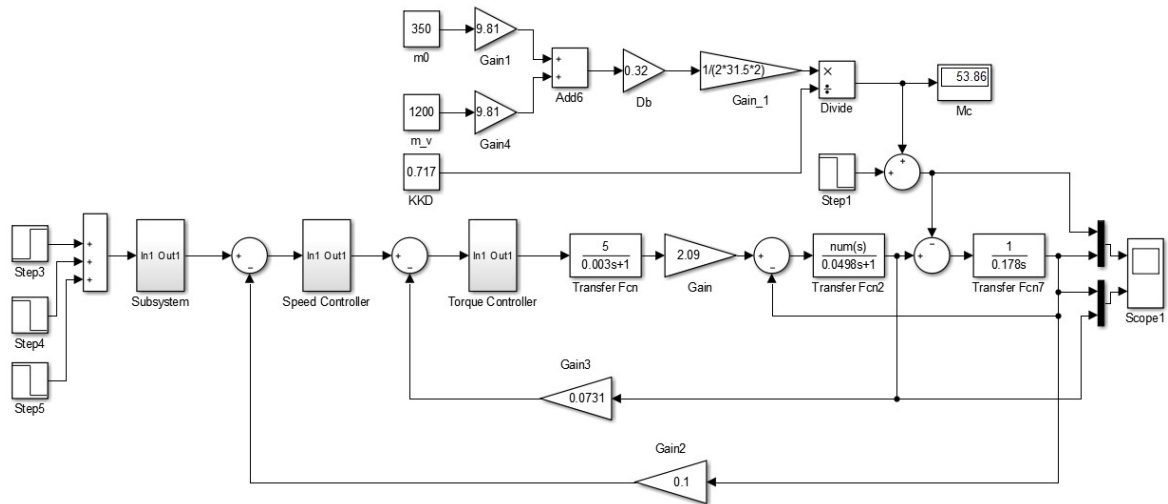 350
m0
9.81
Gain1
1200
m_v
9.81
Gain4
+
+
Add6
0.32
Db
1/(2*31.5*2)
Gain_1
×
÷
Divide
53.86
Mc
0.717
KKD
Step1
+
+
Step3
Step4
Step5
+
+
+
In1 Out1
Subsystem
+
−
In1 Out1
Speed Controller
+
−
In1 Out1
Torque Controller
5
0.003s+1
Transfer Fcn
2.09
Gain
+
−
num(s)
0.0498s+1
Transfer Fcn2
−
+
1
0.178s
Transfer Fcn7
Scope1
Gain3
0.0731
Gain2
0.1